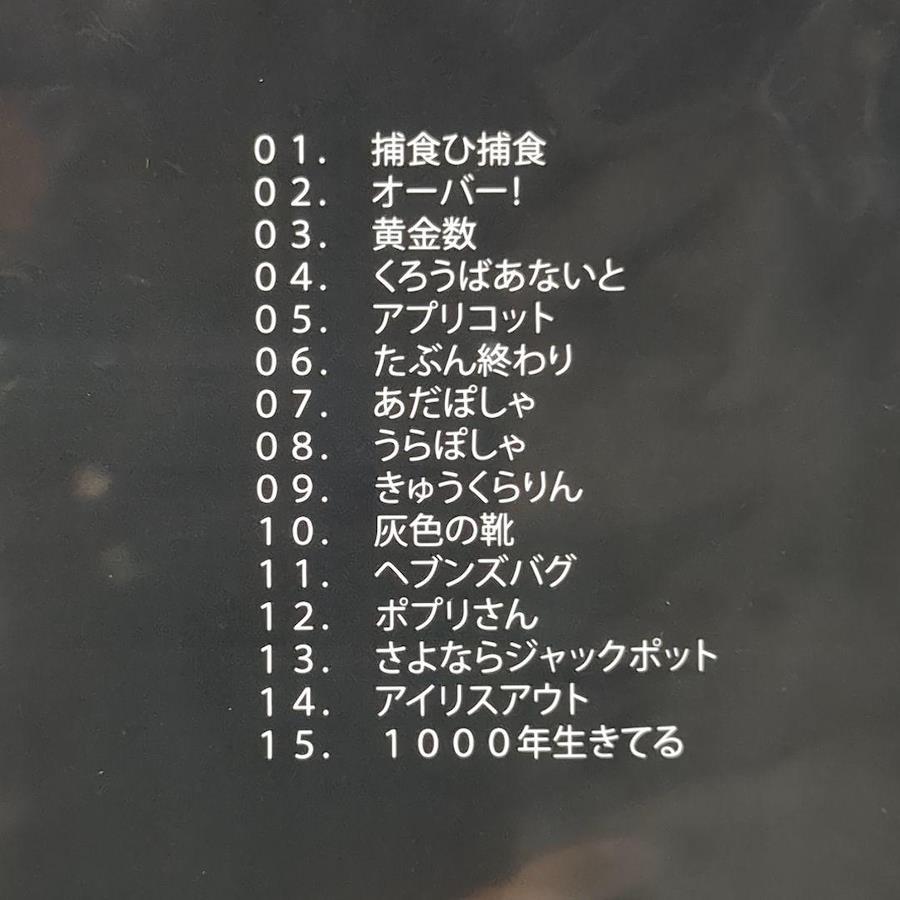 01. 捕食ひ捕食
02. オーバー!
03. 黄金数
04. くろうばあないと
05. アプリコット
06. たぶん終わり
07. あだぽしゃ
08. うらぽしゃ
09. きゅうくらりん
10. 灰色の靴
11. ヘブンズバグ
12. ポプリさん
13. さよならジャックポット
14. アイリスアウト
15. 1000年生きてる